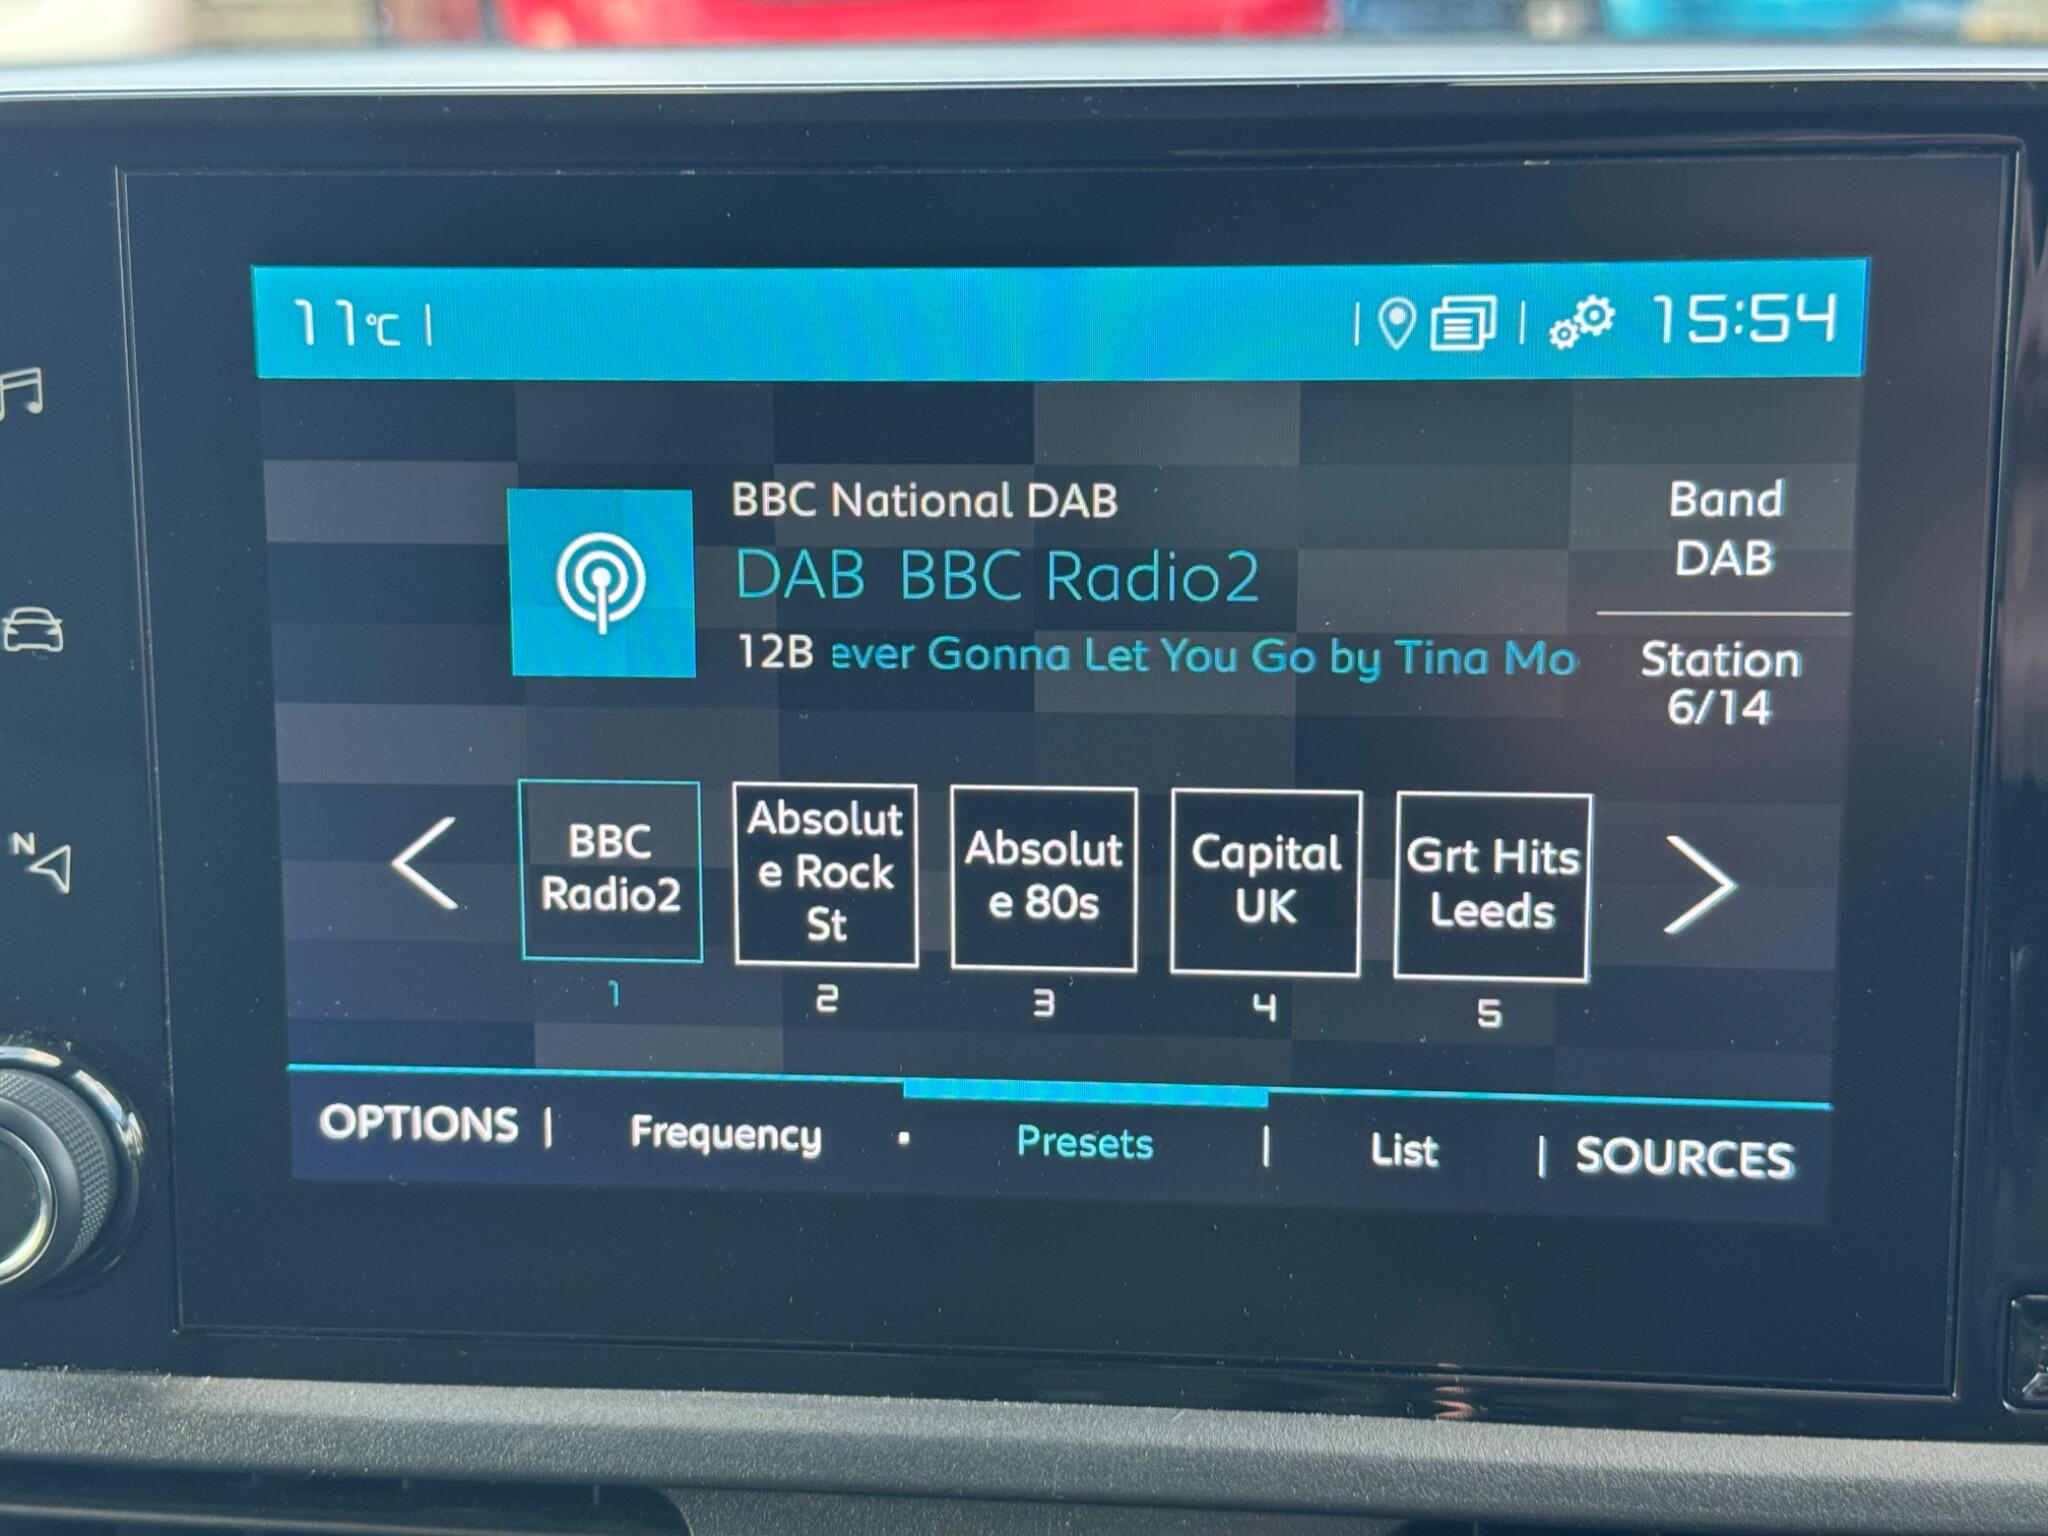 11°C
15:54
BBC National DAB
DAB BBC Radio2
12B ever Gonna Let You Go by Tina Mo
Band
DAB
Station
6/14
N
BBC
Radio2
1
Absolut
e Rock
St
2
Absolut
e 80s
3
Capital
UK
4
Grt Hits
Leeds
5
OPTIONS | Frequency · Presets | List | SOURCES